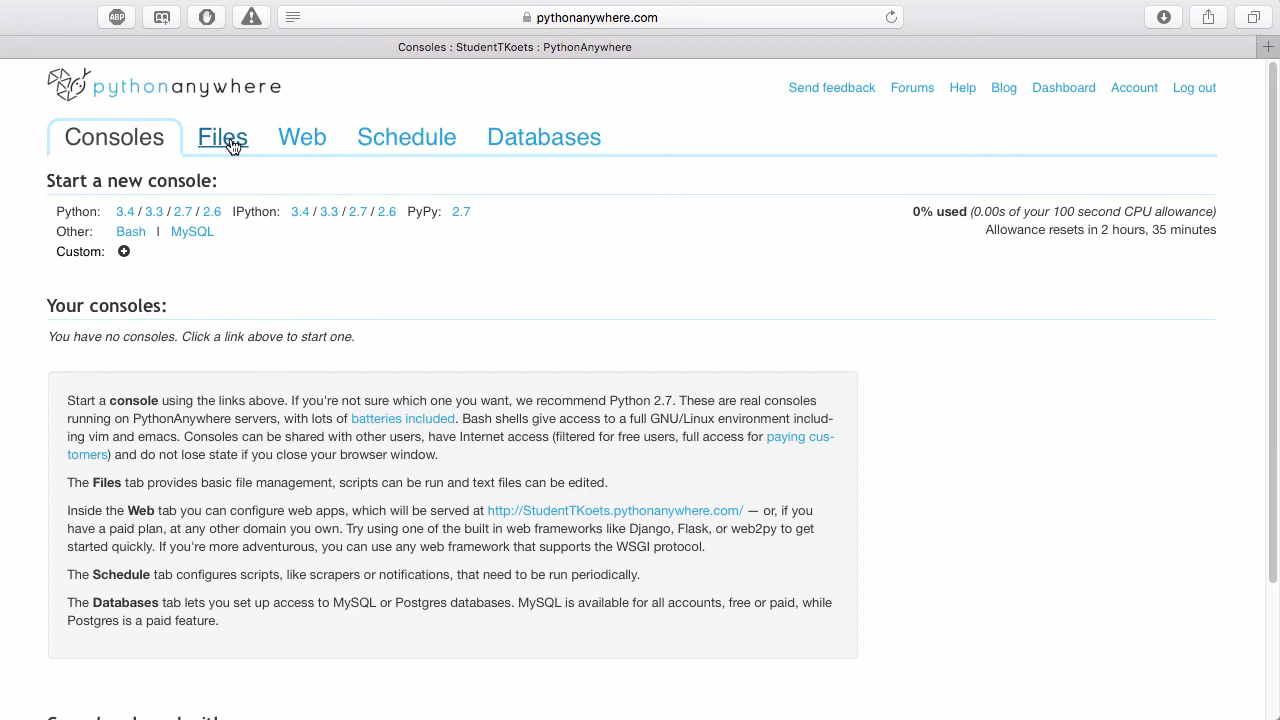 ABP
pythonanywhere.com
Consoles : StudentTKoets : PythonAnywhere
pythonanywhere
Send feedback Forums Help Blog Dashboard Account Log out
Consoles Files Web Schedule Databases
Start a new console:
Python: 3.4 / 3.3 / 2.7 / 2.6 IPython: 3.4 / 3.3 / 2.7 / 2.6 PyPy: 2.7
0% used (0.00s of your 100 second CPU allowance)
Other: Bash | MySQL
Allowance resets in 2 hours, 35 minutes
Custom:
Your consoles:
You have no consoles. Click a link above to start one.
Start a console using the links above. If you're not sure which one you want, we recommend Python 2.7. These are real consoles
running on PythonAnywhere servers, with lots of batteries included. Bash shells give access to a full GNU/Linux environment includ-
ing vim and emacs. Consoles can be shared with other users, have Internet access (filtered for free users, full access for paying cus-
tomers) and do not lose state if you close your browser window.
The Files tab provides basic file management, scripts can be run and text files can be edited.
Inside the Web tab you can configure web apps, which will be served at http://StudentTKoets.pythonanywhere.com/ — or, if you
have a paid plan, at any other domain you own. Try using one of the built in web frameworks like Django, Flask, or web2py to get
started quickly. If you're more adventurous, you can use any web framework that supports the WSGI protocol.
The Schedule tab configures scripts, like scrapers or notifications, that need to be run periodically.
The Databases tab lets you set up access to MySQL or Postgres databases. MySQL is available for all accounts, free or paid, while
Postgres is a paid feature.